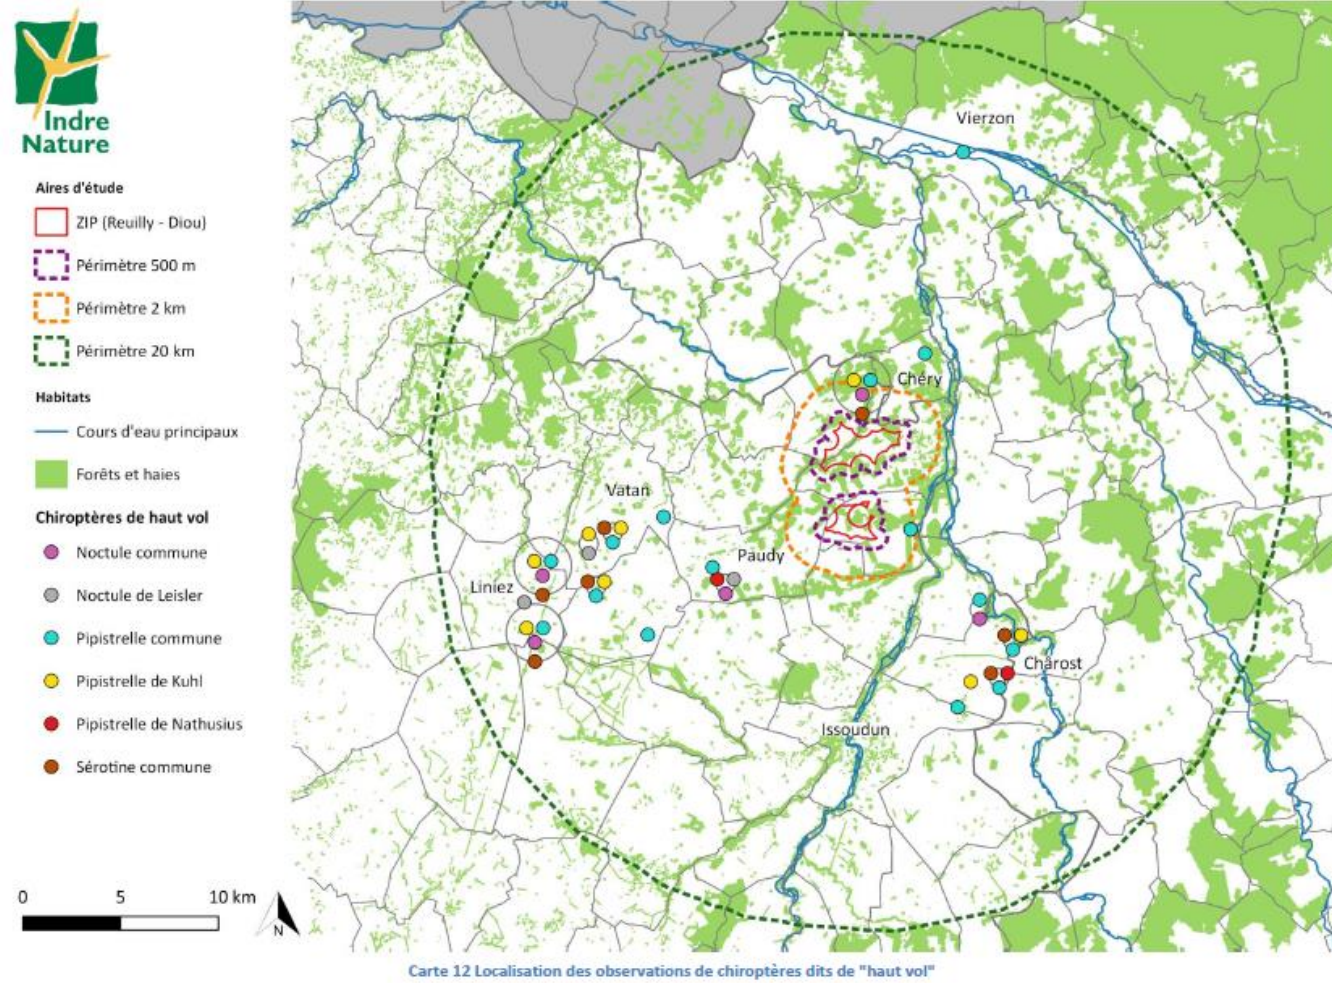 Indre
Nature
Aires d'étude
ZIP (Reuilly - Diou)
Périmètre 500 m
Périmètre 2 km
Périmètre 20 km
Habitats
Cours d'eau principaux
Forêts et haies
Chiroptères de haut vol
Noctule commune
Noctule de Leisler
Pipistrelle commune
Pipistrelle de Kuhl
Pipistrelle de Nathusius
Sérotine commune
0 5 10 km
N
Vierzon
Chéry
Vatan
Paudy
Liniez
Chârost
Issoudun
Carte 12 Localisation des observations de chiroptères dits de "haut vol"